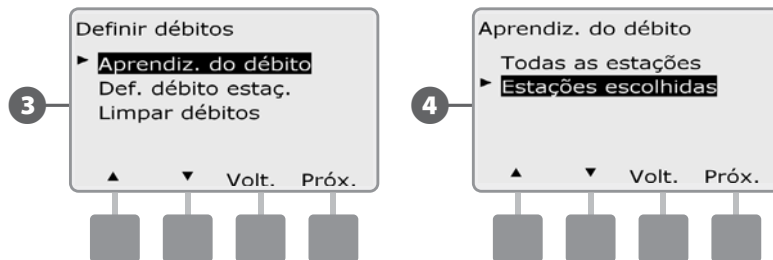 3
Definir débitos
► Aprendiz. do débito
Def. débito estaç.
Limpar débitos
▲ ▼ Volt. Próx.
4
Aprendiz. do débito
Todas as estações
► Estações escolhidas
▲ ▼ Volt. Próx.